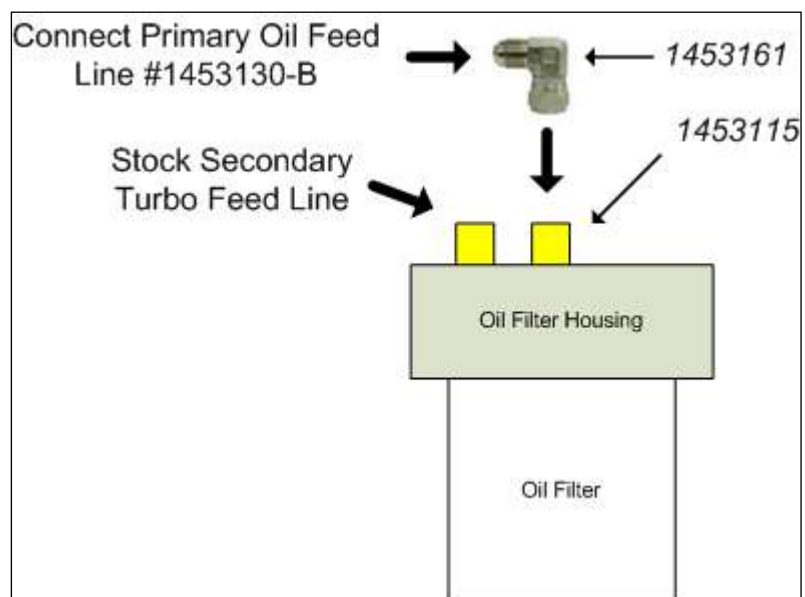 Connect Primary Oil Feed
Line #1453130-B
1453161
1453115
Stock Secondary
Turbo Feed Line
Oil Filter Housing
Oil Filter